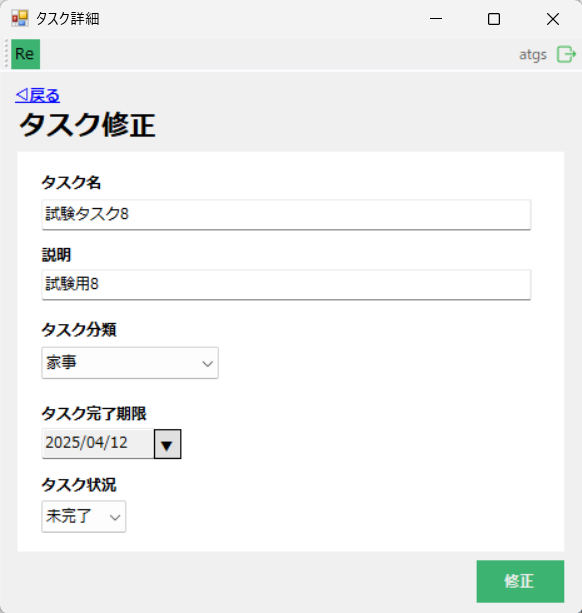 タスク詳細
Re
atgs
◁戻る
タスク修正
タスク名
試験タスク8
説明
試験用8
タスク分類
家事
タスク完了期限
2025/04/12
▼
タスク状況
未完了
修正